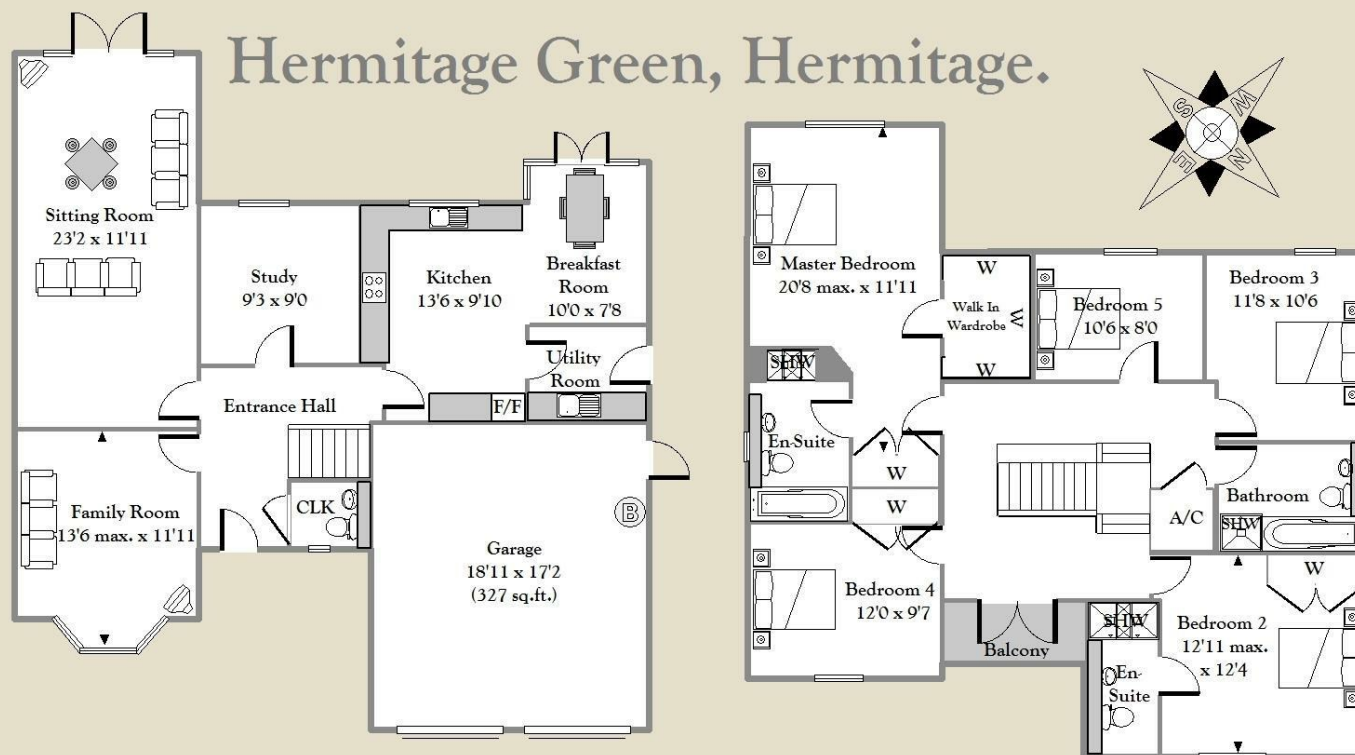 Hermitage Green, Hermitage.
Sitting Room
23'2 x 11'11
Study
9'3 x 9'0
Kitchen
13'6 x 9'10
Breakfast
Room
10'0 x 7'8
Utility
Room
Entrance Hall
F/F
CLK
Family Room
13'6 max. x 11'11
B
Garage
18'11 x 17'2
(327 sq.ft.)
S
W
E
N
Master Bedroom
20'8 max. x 11'11
W
Walk In
Wardrobe
W
W
Bedroom 5
10'6 x 8'0
Bedroom 3
11'8 x 10'6
SHW
En-Suite
W
W
A/C
Bathroom
SHW
Bedroom 4
12'0 x 9'7
Balcony
SHW
En-
Suite
W
Bedroom 2
12'11 max.
x 12'4